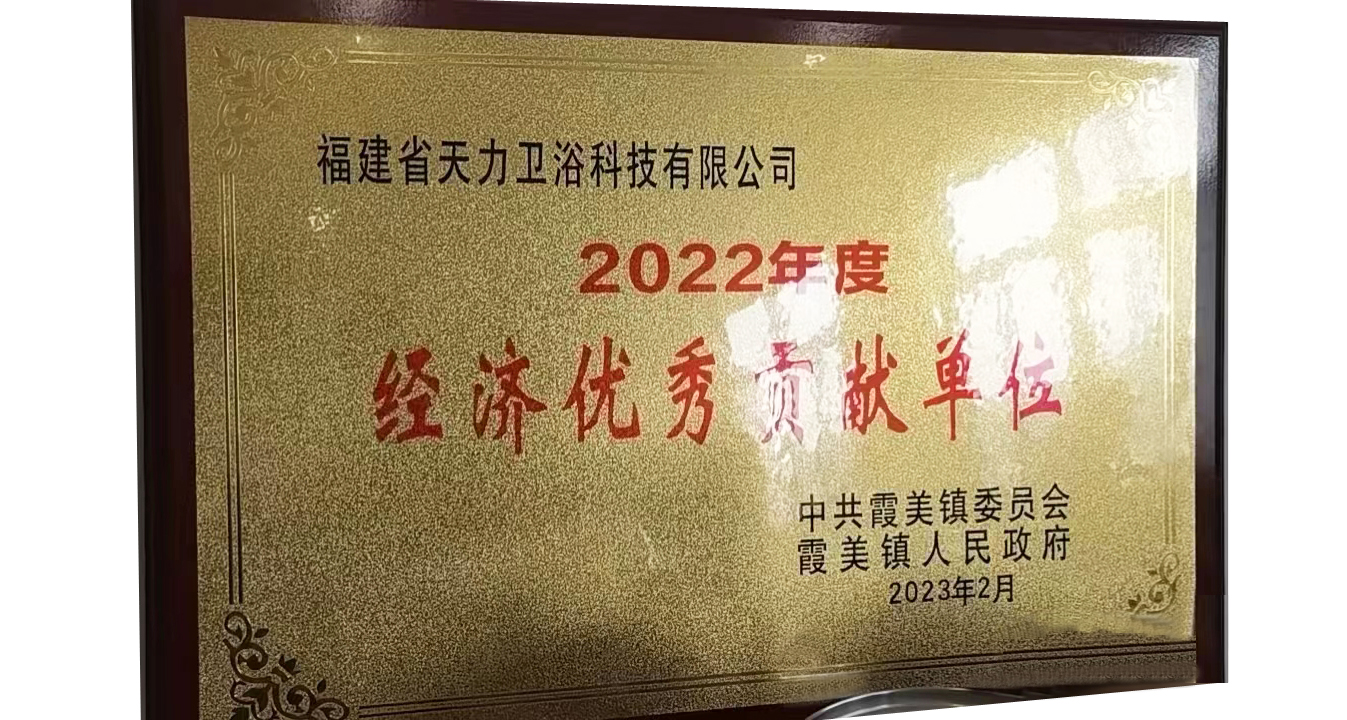 福建省天力卫浴科技有限公司
2022年度
经济优秀贡献单位
中共霞美镇委员会
霞美镇人民政府
2023年2月